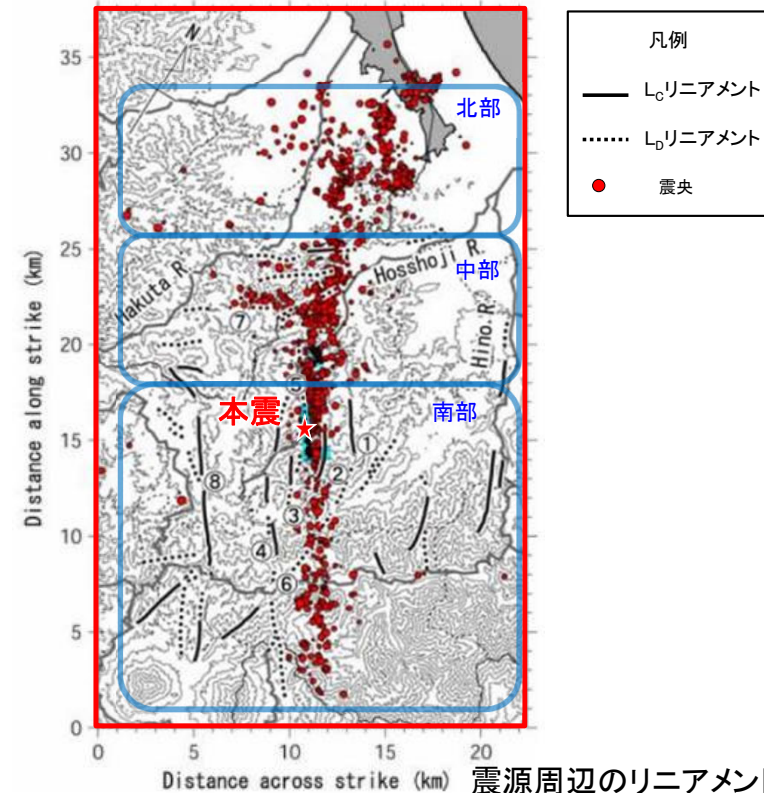 35
30
25
20
15
10
5
0
Distance along strike (km)
N
北部
中部
南部
Hakuta R.
Hosshoji R.
Hino.R.
本震
⑦
⑤
①
②
⑧
③
④
⑥
0 5 10 15 20
Distance across strike (km)
震源周辺のリニアメント
凡例
LCリニアメント
LDリニアメント
震央